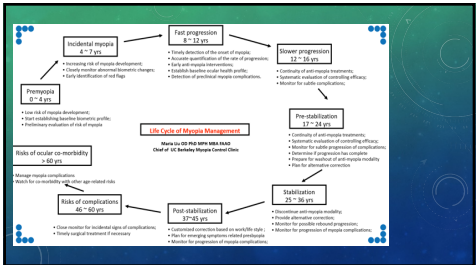 Fast progression
8 ~ 12 yrs
• Timely detection of the onset of myopia;
• Accurate quantification of the rate of progression;
• Early anti-myopia interventions;
• Establish baseline ocular health profile;
• Detection of preclinical myopia complications.
Slower progression
12 ~ 16 yrs
• Continuity of anti-myopia treatments;
• Systematic evaluation of controlling efficacy;
• Monitor for subtle complications;
Pre-stabilization
17 ~ 24 yrs
• Continuity of anti-myopia treatments;
• Systematic evaluation of controlling efficacy;
• Monitor for subtle progression of complications;
• Determine if progression has complete
• Prepare for washout of anti-myopia modality
• Plan for alternative correction
Stabilization
25 ~ 36 yrs
• Discontinue anti-myopia modality;
• Provide alternative correction;
• Monitor for possible rebound progression;
• Monitor for progression of myopia complications;
Post-stabilization
37~45 yrs
• Customized correction based on work/life style ;
• Plan for emerging symptoms related presbyopia
• Monitor for progression of myopia complications;
Risks of complications
46 ~ 60 yrs
• Close monitor for incidental signs of complications;
• Timely surgical treatment if necessary
Risks of ocular co-morbidity
> 60 yrs
Manage myopia complications
• Watch for co-morbidity with other age-related risks
Premyopia
0 ~ 4 yrs
• Low risk of myopia development;
• Start establishing baseline biometric profile;
• Preliminary evaluation of risk of myopia
Incidental myopia
4 ~ 7 yrs
• Increasing risk of myopia development;
• Closely monitor abnormal biometric changes;
• Early identification of red flags
Life Cycle of Myopia Management
Maria Liu OD PhD MPH MBA FAAO
Chief of UC Berkeley Myopia Control Clinic